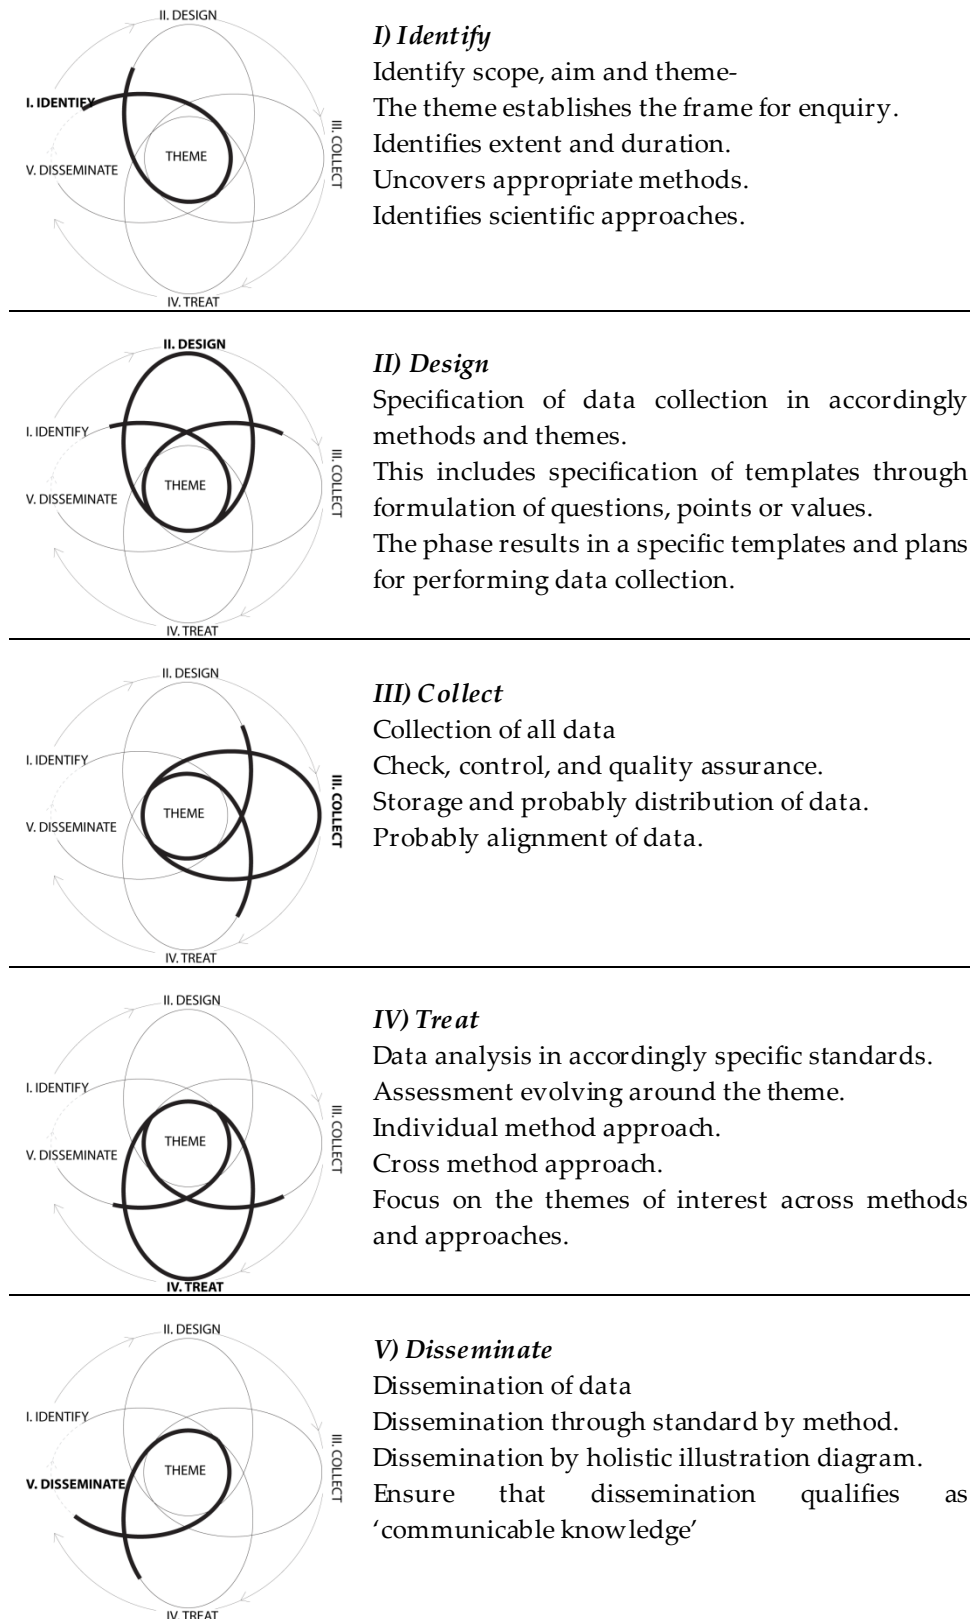 II. DESIGN
I. IDENTIFY
THEME
III. COLLECT
V. DISSEMINATE
IV. TREAT
I) Identify
Identify scope, aim and theme-
The theme establishes the frame for enquiry.
Identifies extent and duration.
Uncovers appropriate methods.
Identifies scientific approaches.
II. DESIGN
I. IDENTIFY
THEME
III. COLLECT
V. DISSEMINATE
IV. TREAT
II) Design
Specification of data collection in accordingly
methods and themes.
This includes specification of templates through
formulation of questions, points or values.
The phase results in a specific templates and plans
for performing data collection.
II. DESIGN
I. IDENTIFY
THEME
III. COLLECT
V. DISSEMINATE
IV. TREAT
III) Collect
Collection of all data
Check, control, and quality assurance.
Storage and probably distribution of data.
Probably alignment of data.
II. DESIGN
I. IDENTIFY
THEME
III. COLLECT
V. DISSEMINATE
IV. TREAT
IV) Treat
Data analysis in accordingly specific standards.
Assessment evolving around the theme.
Individual method approach.
Cross method approach.
Focus on the themes of interest across methods
and approaches.
II. DESIGN
I. IDENTIFY
THEME
III. COLLECT
V. DISSEMINATE
IV. TREAT
V) Disseminate
Dissemination of data
Dissemination through standard by method.
Dissemination by holistic illustration diagram.
Ensure that dissemination qualifies as
‘communicable knowledge’